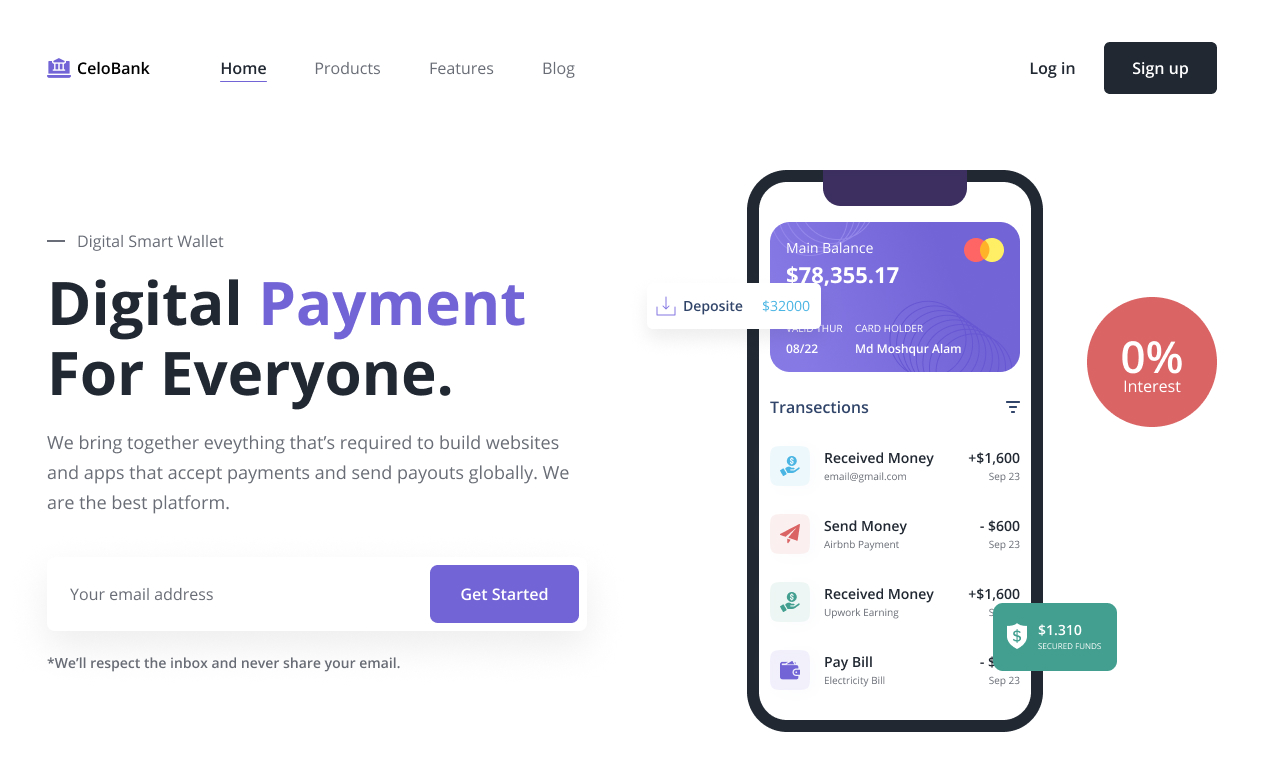 CeloBank
Home
Products
Features
Blog
Log in
Sign up
Digital Smart Wallet
Digital Payment
For Everyone.
We bring together eveything that’s required to build websites
and apps that accept payments and send payouts globally. We
are the best platform.
Your email address
Get Started
*We’ll respect the inbox and never share your email.
Main Balance
$78,355.17
Deposite $32000
VALID THUR CARD HOLDER
08/22 Md Moshqur Alam
Transections
Received Money +$1,600
email@gmail.com Sep 23
Send Money - $600
Airbnb Payment Sep 23
Received Money +$1,600
Upwork Earning
Pay Bill
Electricity Bill Sep 23
$1.310
SECURED FUNDS
0%
Interest